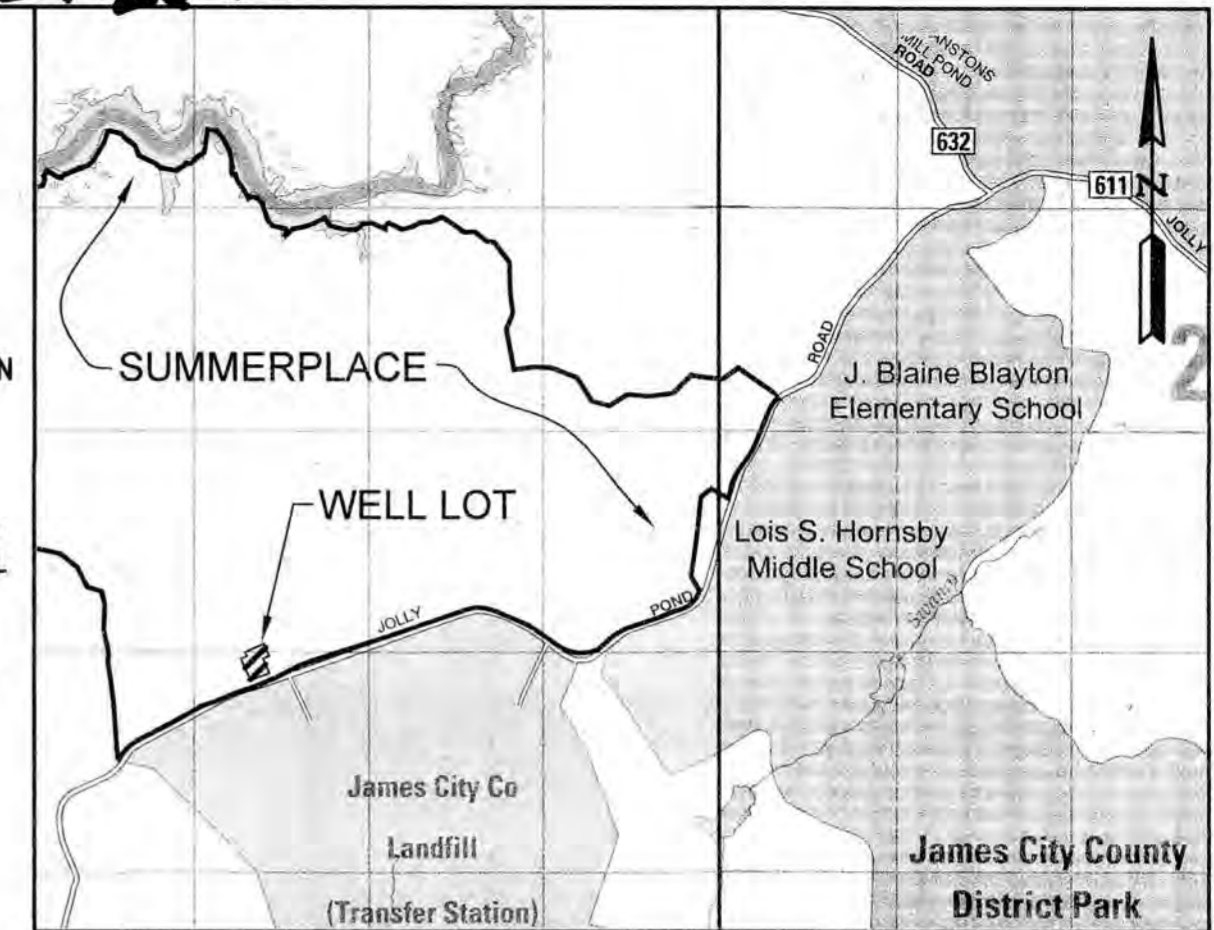 ANSTONS
MILL POND
ROAD
632
611
N
JOLLY
ROAD
2
N
SUMMERPLACE
J. Blaine Blayton
Elementary School
WELL LOT
Lois S. Hornsby
Middle School
JOLLY
POND
James City Co
Landfill
(Transfer Station)
James City County
District Park